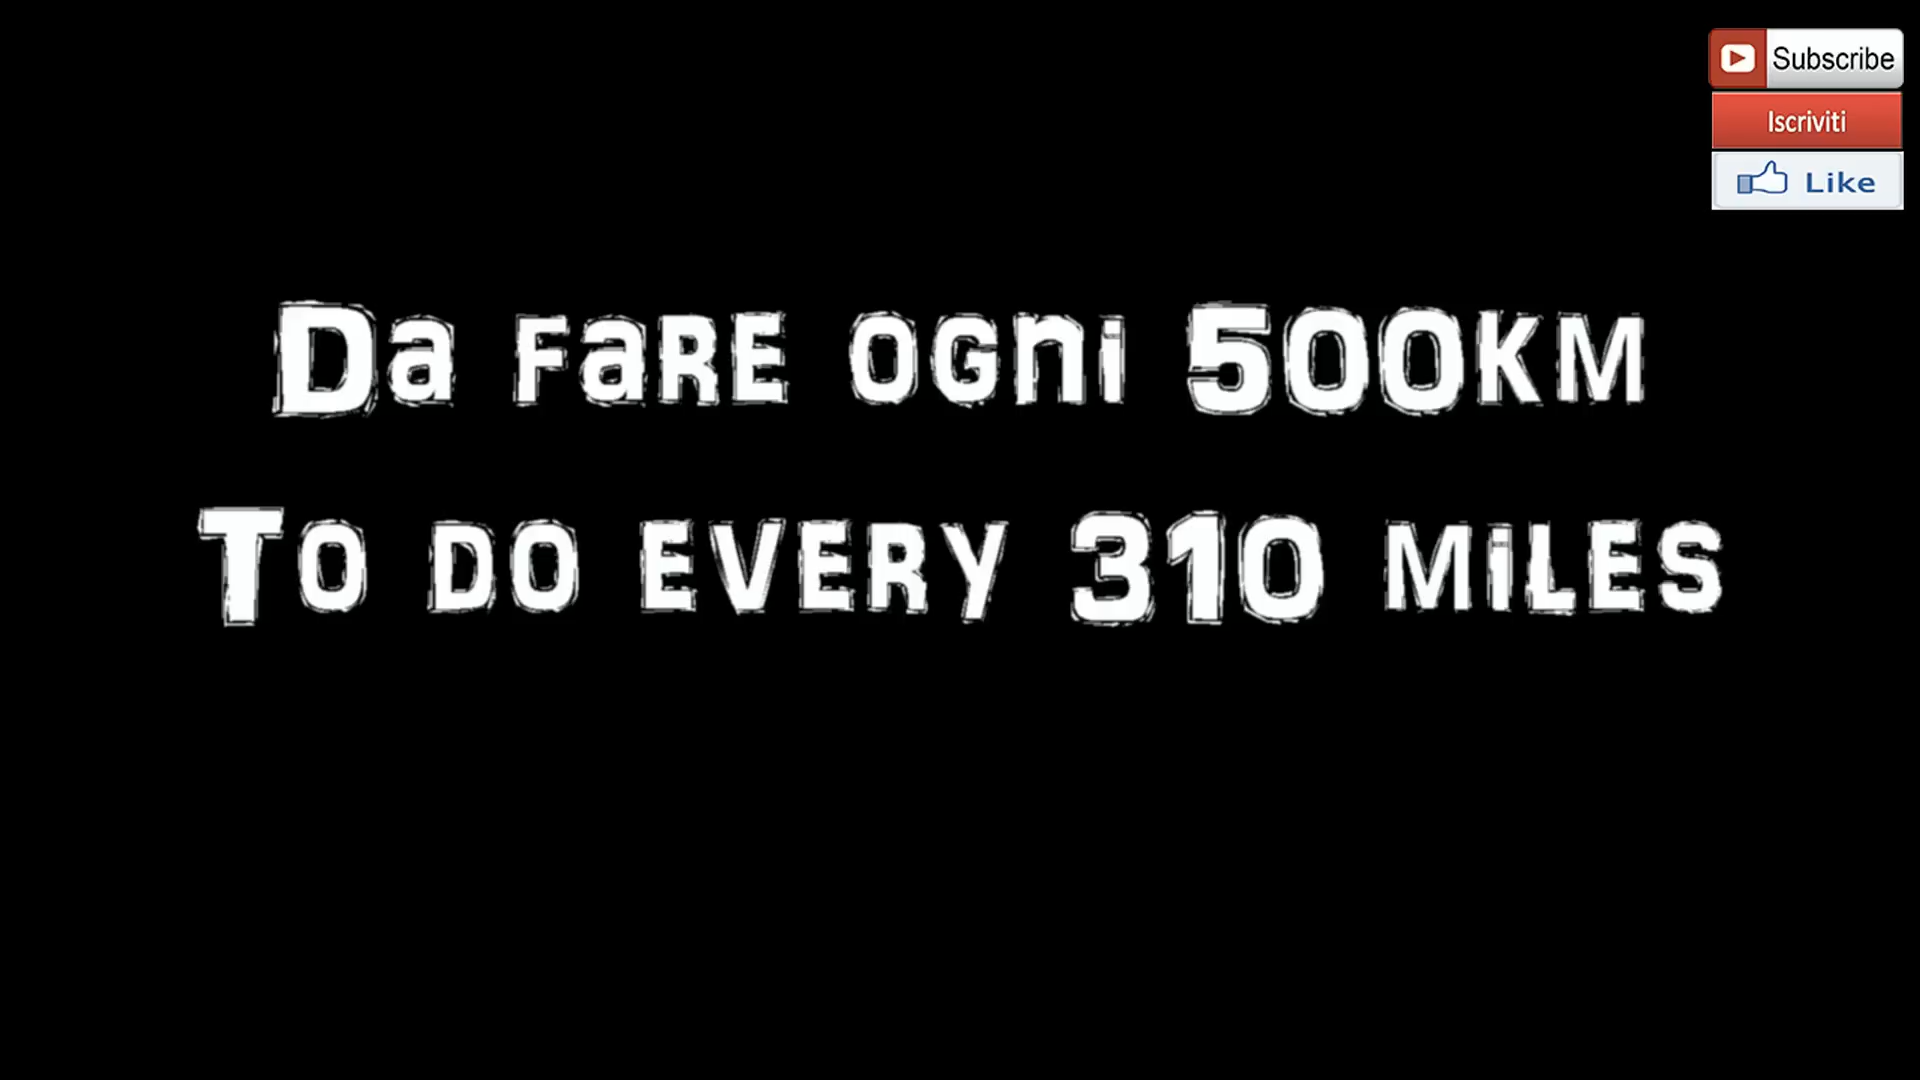 Subscribe
Iscriviti
Like
Da fare ogni 500km
To do every 310 miles